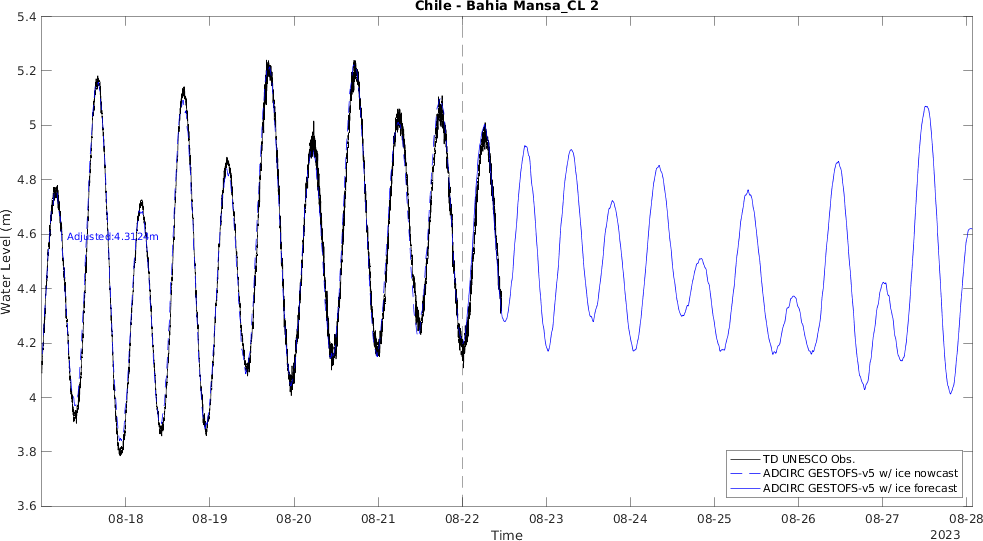 Chile - Bahia Mansa_CL 2
5.4
5.2
5
4.8
4.6
4.4
4.2
4
3.8
3.6
Water Level (m)
Adjusted:4.3124m
TD UNESCO Obs.
ADCIRC GESTOFS-v5 w/ ice nowcast
ADCIRC GESTOFS-v5 w/ ice forecast
08-18 08-19 08-20 08-21 08-22 08-23 08-24 08-25 08-26 08-27 08-28
Time
2023